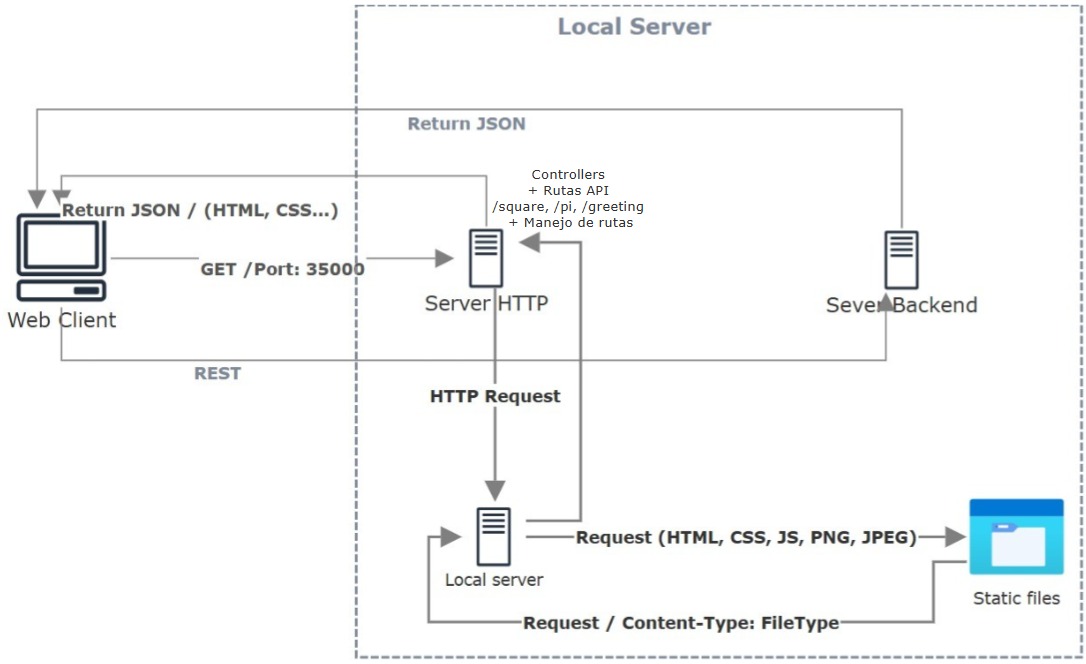 Local Server
Return JSON
Controllers
+ Rutas API
/square, /pi, /greeting
+ Manejo de rutas
Return JSON / (HTML, CSS...)
GET /Port: 35000
Server HTTP
Sever Backend
Web Client
REST
HTTP Request
Request (HTML, CSS, JS, PNG, JPEG)
Local server
Static files
Request / Content-Type: FileType